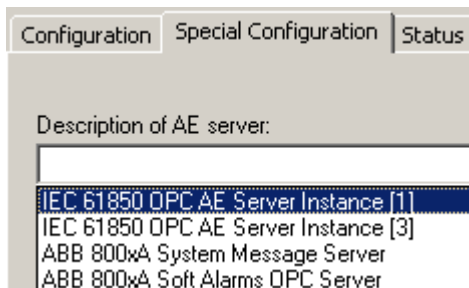 Configuration Special Configuration Status
Description of AE server:
IEC 61850 OPC AE Server Instance [1]
IEC 61850 OPC AE Server Instance [3]
ABB 800xA System Message Server
ABB 800xA Soft Alarms OPC Server